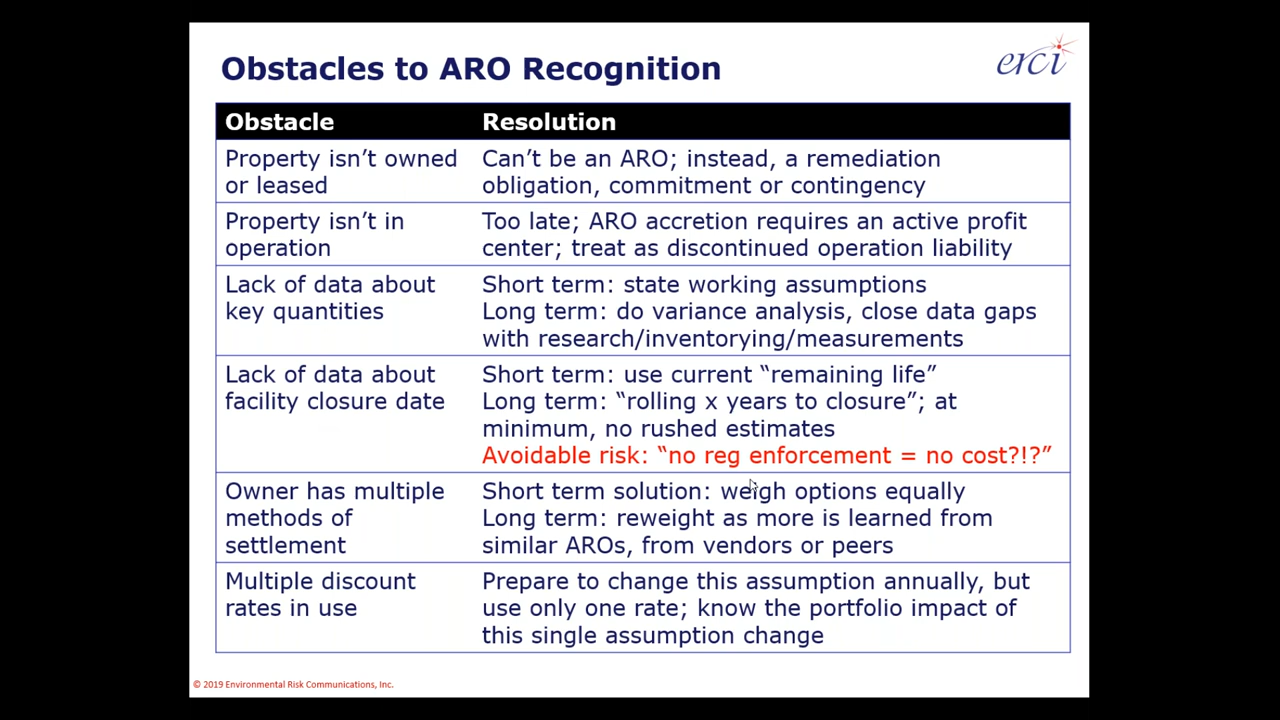 Obstacles to ARO Recognition
erci
Obstacle
Resolution
Property isn’t owned
or leased
Can’t be an ARO; instead, a remediation
obligation, commitment or contingency
Property isn’t in
operation
Too late; ARO accretion requires an active profit
center; treat as discontinued operation liability
Lack of data about
key quantities
Short term: state working assumptions
Long term: do variance analysis, close data gaps
with research/inventorying/measurements
Lack of data about
facility closure date
Short term: use current “remaining life”
Long term: “rolling x years to closure”; at
minimum, no rushed estimates
Avoidable risk: “no reg enforcement = no cost?!?”
Owner has multiple
methods of
settlement
Short term solution: weigh options equally
Long term: reweight as more is learned from
similar AROs, from vendors or peers
Multiple discount
rates in use
Prepare to change this assumption annually, but
use only one rate; know the portfolio impact of
this single assumption change
© 2019 Environmental Risk Communications, Inc.